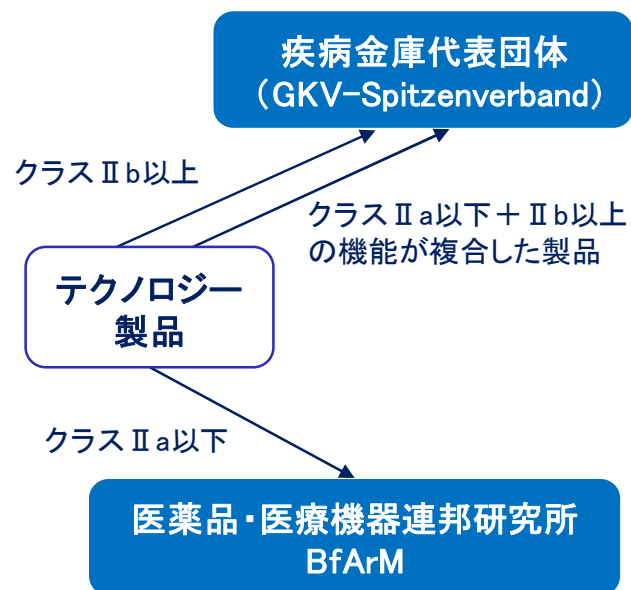 疾病金庫代表団体
（GKV-Spitzenverband）
クラスⅡb以上
クラスⅡa以下＋Ⅱb以上
の機能が複合した製品
テクノロジー
製品
クラスⅡa以下
医薬品・医療機器連邦研究所
BfArM